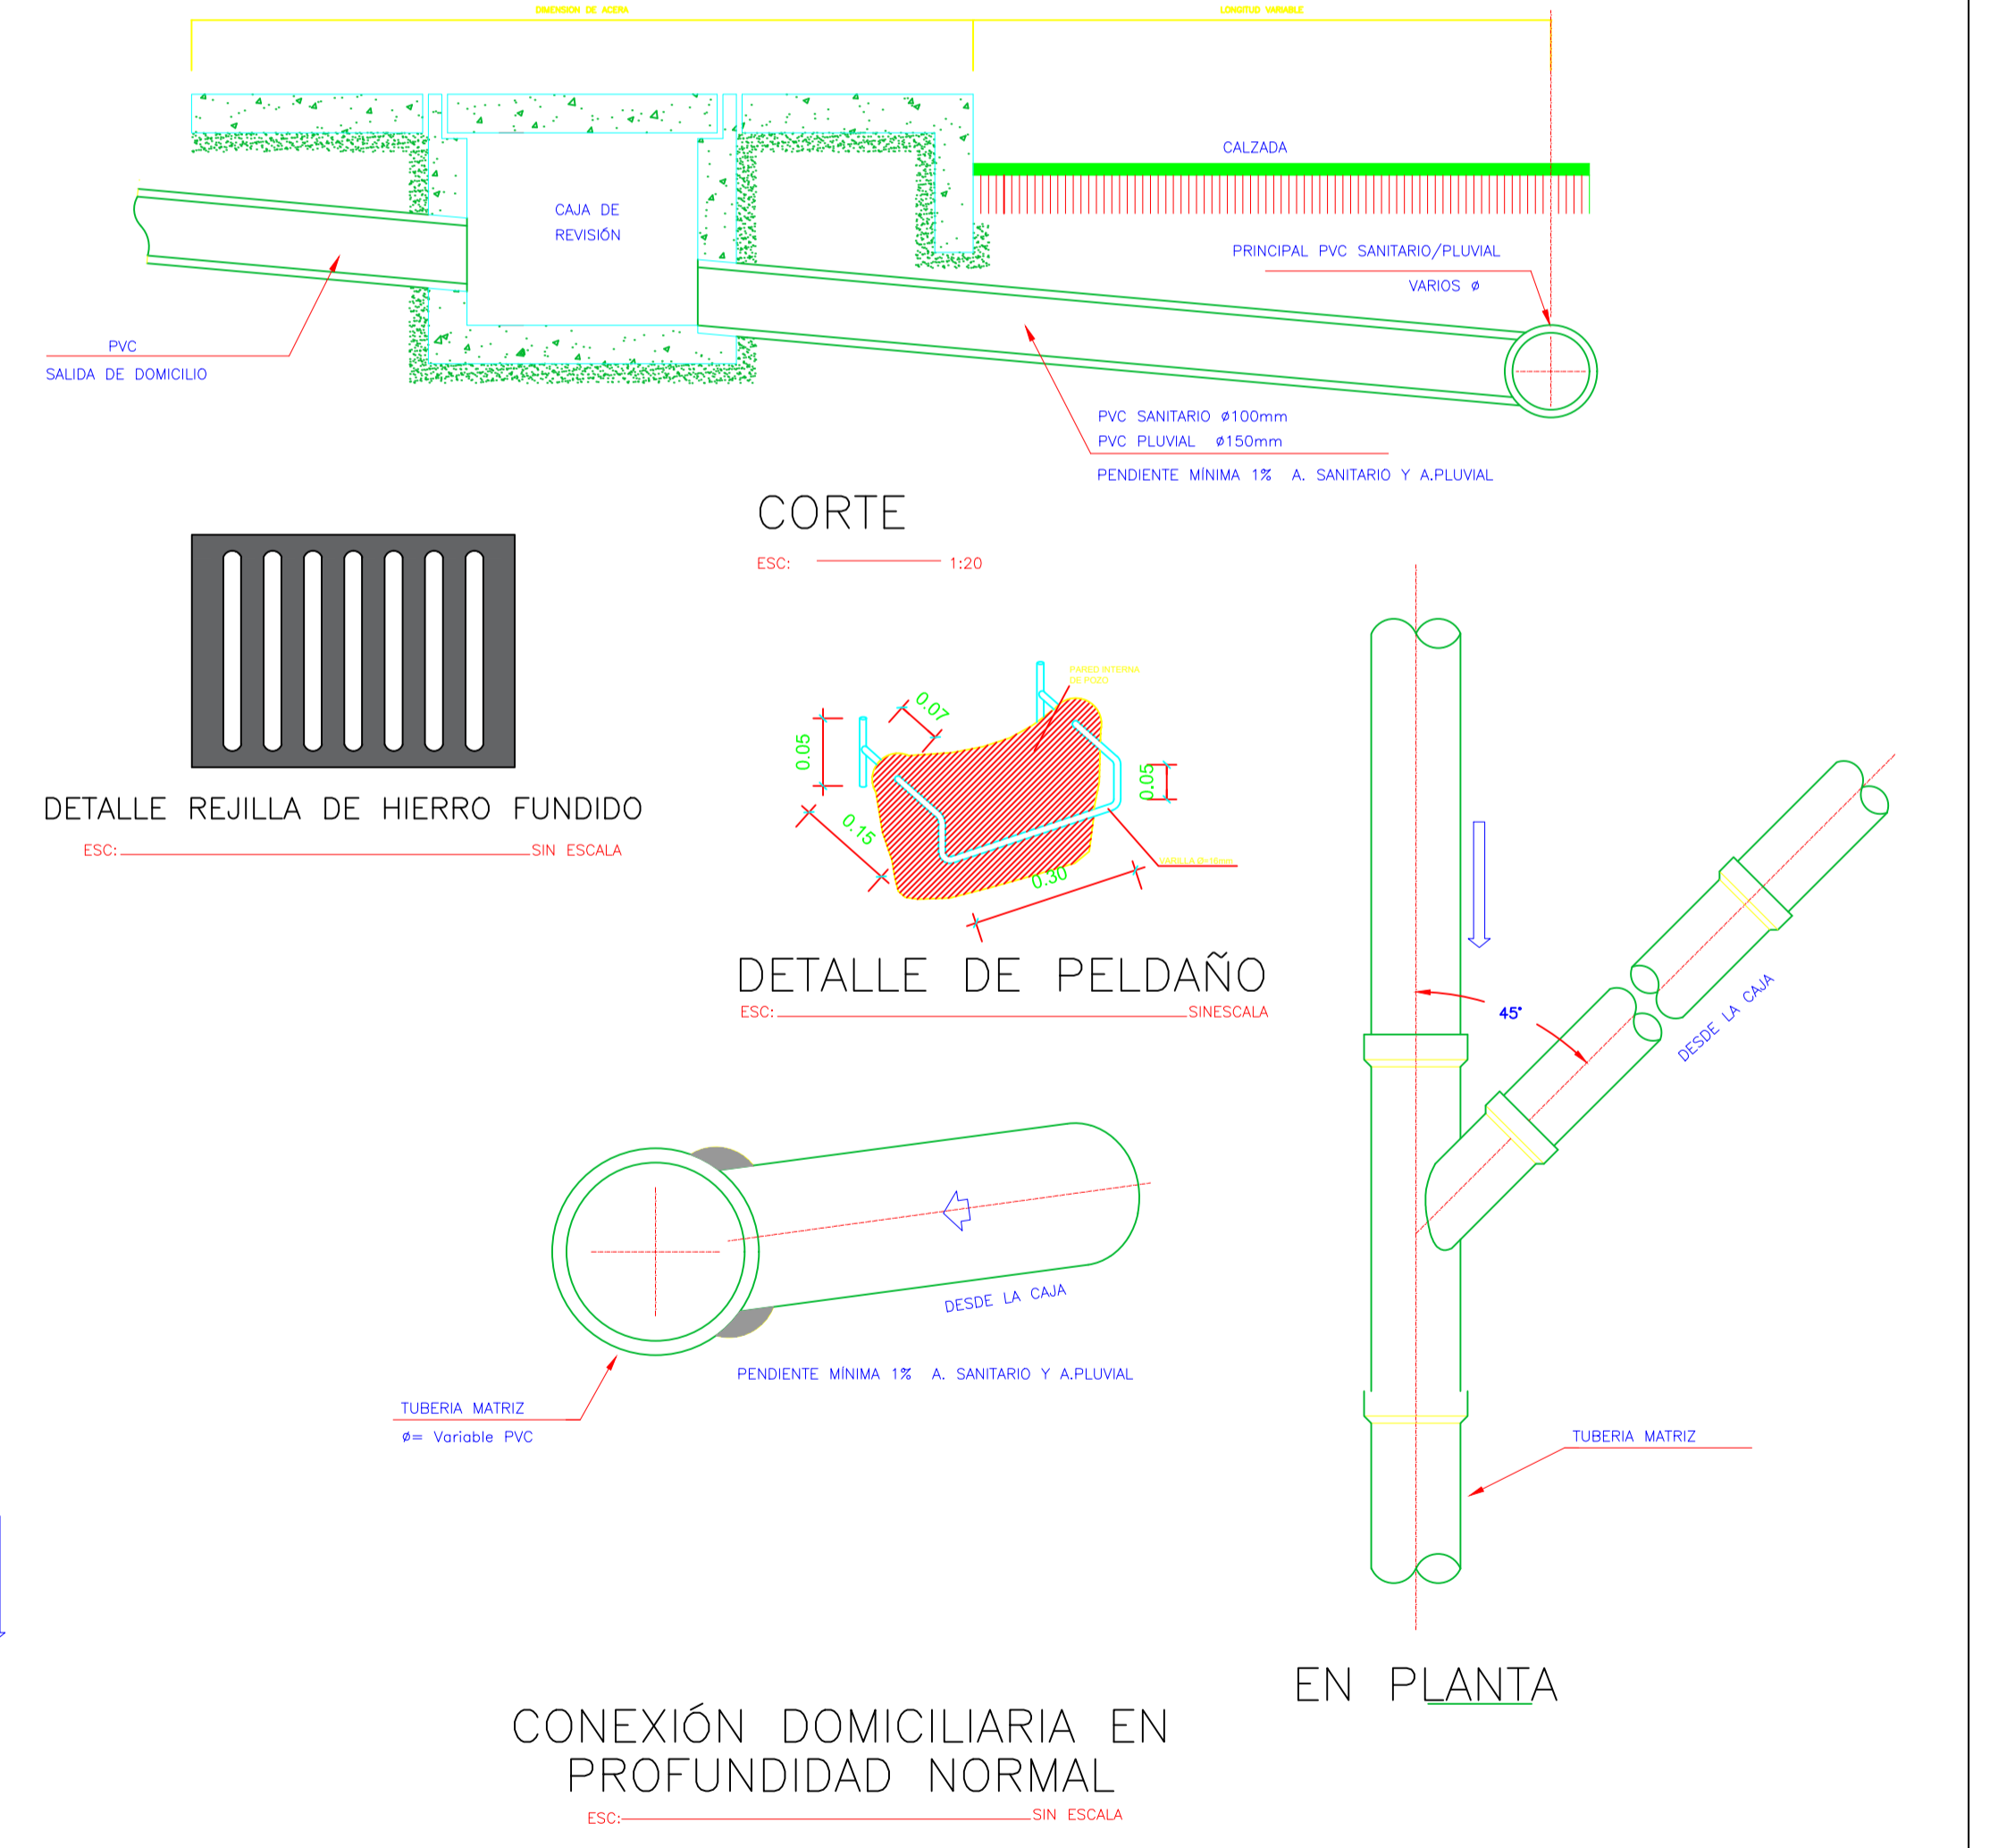 DIMENSION DE ACERA
LONGITUD VARIABLE
CALZADA
CAJA DE
REVISIÓN
PRINCIPAL PVC SANITARIO/PLUVIAL
VARIOS ø
PVC
SALIDA DE DOMICILIO
PVC SANITARIO ø100mm
PVC PLUVIAL ø150mm
PENDIENTE MÍNIMA 1% A. SANITARIO Y A.PLUVIAL
CORTE
ESC: 1:20
DETALLE REJILLA DE HIERRO FUNDIDO
ESC: SIN ESCALA
PARED INTERNA
DE POZO
0.07
0.05
0.05
0.15
0.30
DETALLE DE PELDAÑO
ESC: SINESCALA
45°
DESDE LA CAJA
DESDE LA CAJA
PENDIENTE MÍNIMA 1% A. SANITARIO Y A.PLUVIAL
TUBERIA MATRIZ
ø= Variable PVC
TUBERIA MATRIZ
EN PLANTA
CONEXIÓN DOMICILIARIA EN
PROFUNDIDAD NORMAL
ESC: SIN ESCALA